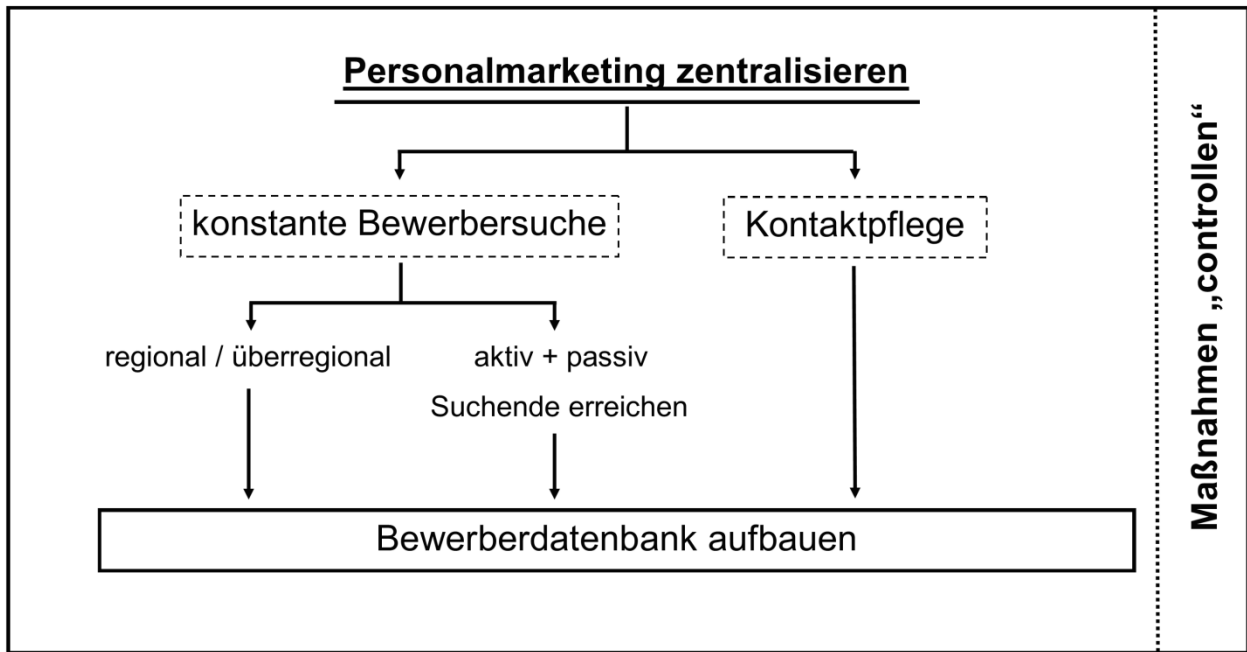 Personalmarketing zentralisieren
konstante Bewerbersuche
Kontaktpflege
regional / überregional
aktiv + passiv
Suchende erreichen
Bewerberdatenbank aufbauen
Maßnahmen „controllen“